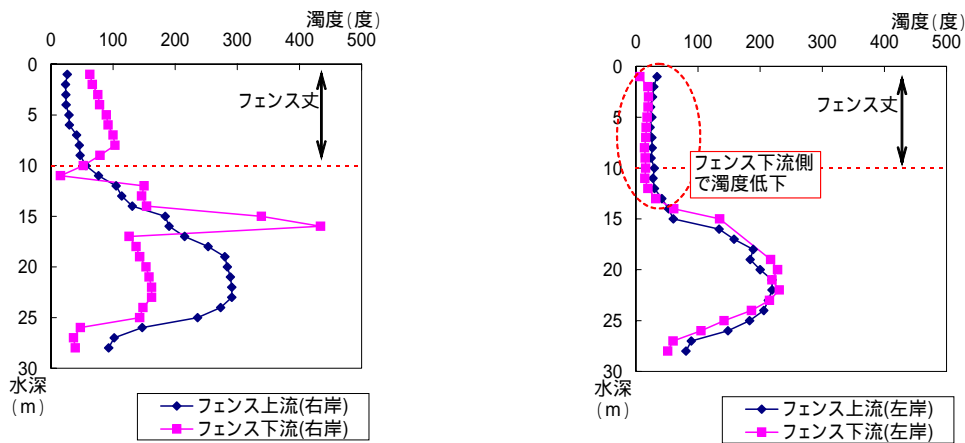 濁度(度)
0 100 200 300 400 500
0
5
10
15
20
25
30
水深
(m)
フェンス丈
フェンス上流(右岸)
フェンス下流(右岸)
濁度(度)
0 100 200 300 400 500
0
5
10
15
20
25
30
水深
(m)
フェンス丈
フェンス下流側
で濁度低下
フェンス上流(左岸)
フェンス下流(左岸)